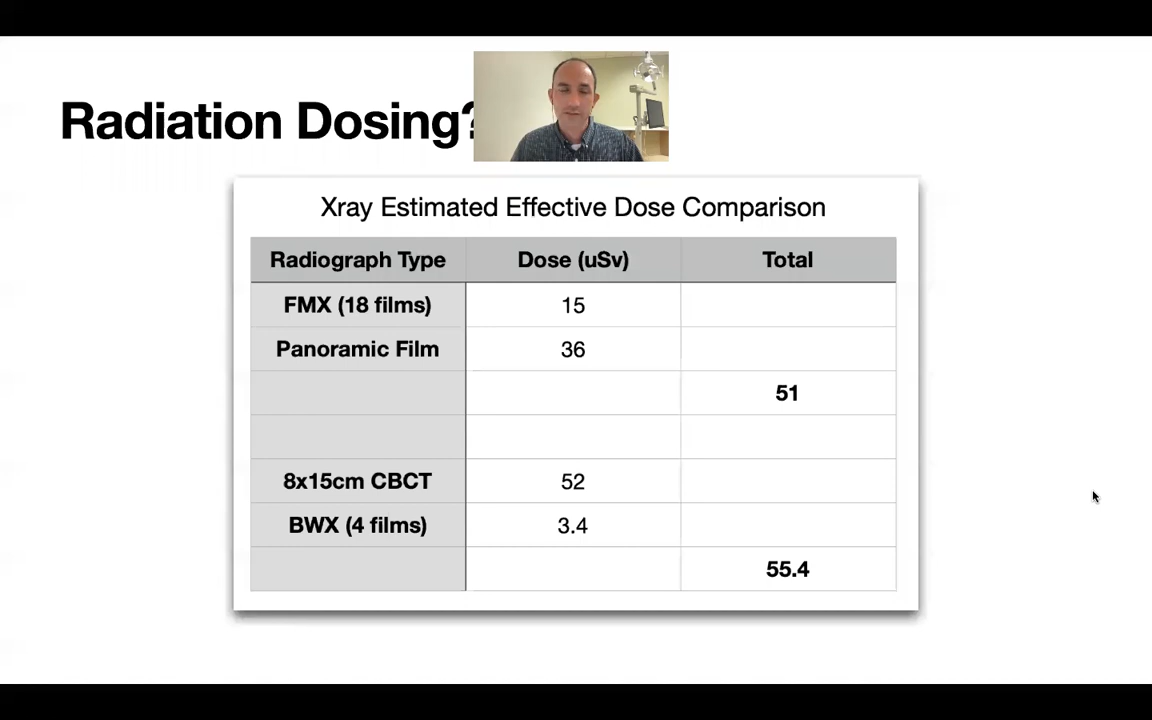 Radiation Dosing?
Xray Estimated Effective Dose Comparison
Radiograph Type Dose (uSv) Total
FMX (18 films) 15
Panoramic Film 36
51
8x15cm CBCT 52
BWX (4 films) 3.4
55.4